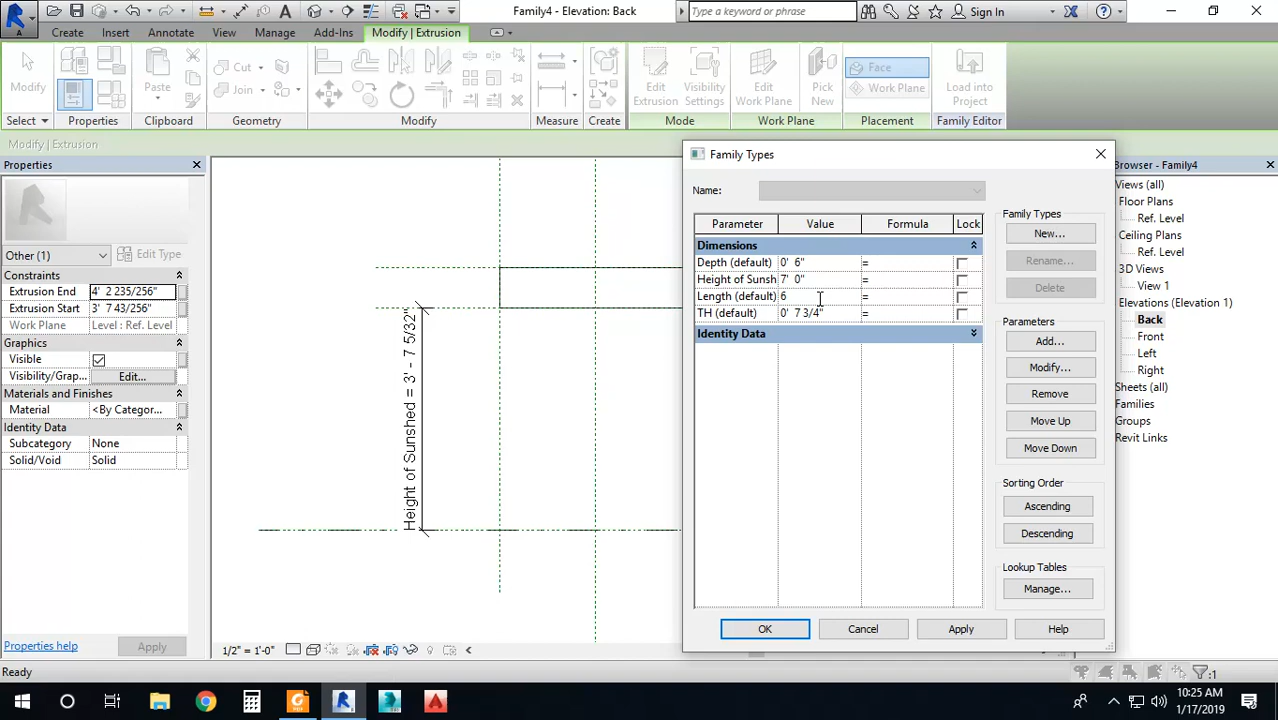 Family4 - Elevation: Back
Type a keyword or phrase
Sign In
Create
Insert
Annotate
View
Manage
Add-Ins
Modify | Extrusion
Modify
Paste
Cut
Join
Edit
Extrusion
Visibility
Settings
Edit
Work Plane
Pick
New
Face
Work Plane
Load into
Project
Select
Properties
Clipboard
Geometry
Modify
Measure
Create
Mode
Work Plane
Placement
Family Editor
Modify | Extrusion
Properties
Other (1)
Edit Type
Constraints
Extrusion End
4' 2 235/256"
Extrusion Start
3' 7 43/256"
Work Plane
Level : Ref. Level
Graphics
Visible
Visibility/Grap...
Edit...
Materials and Finishes
Material
<By Categor...
Identity Data
Subcategory
None
Solid/Void
Solid
Properties help
Apply
Height of Sunshed = 3' - 7 5/32"
1/2" = 1'-0"
Family Types
Name:
Parameter
Value
Formula
Lock
Dimensions
Depth (default)
0' 6"
=
Height of Sunsh
7' 0"
=
Length (default)
6
=
TH (default)
0' 7 3/4"
=
Identity Data
Family Types
New...
Rename...
Delete
Parameters
Add...
Modify...
Remove
Move Up
Move Down
Sorting Order
Ascending
Descending
Lookup Tables
Manage...
OK
Cancel
Apply
Help
Browser - Family4
Views (all)
Floor Plans
Ref. Level
Ceiling Plans
Ref. Level
3D Views
View 1
Elevations (Elevation 1)
Back
Front
Left
Right
Sheets (all)
Families
Groups
Revit Links
Ready
:1
10:25 AM
1/17/2019